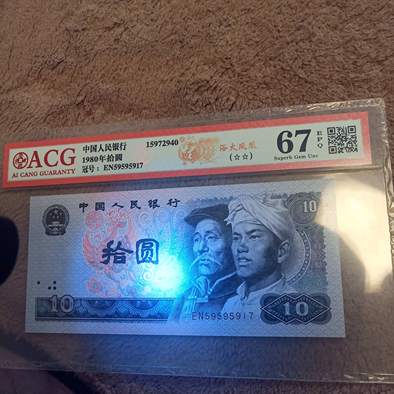 ACG
AI CANG GUARANTY
中国人民银行 15972940
1980年拾圆
冠号: EN59595917
浴火凤凰
(☆☆)
67 EPQ
Superb Gem Unc
中国人民银行
10
拾圆
10
EN59595917
10